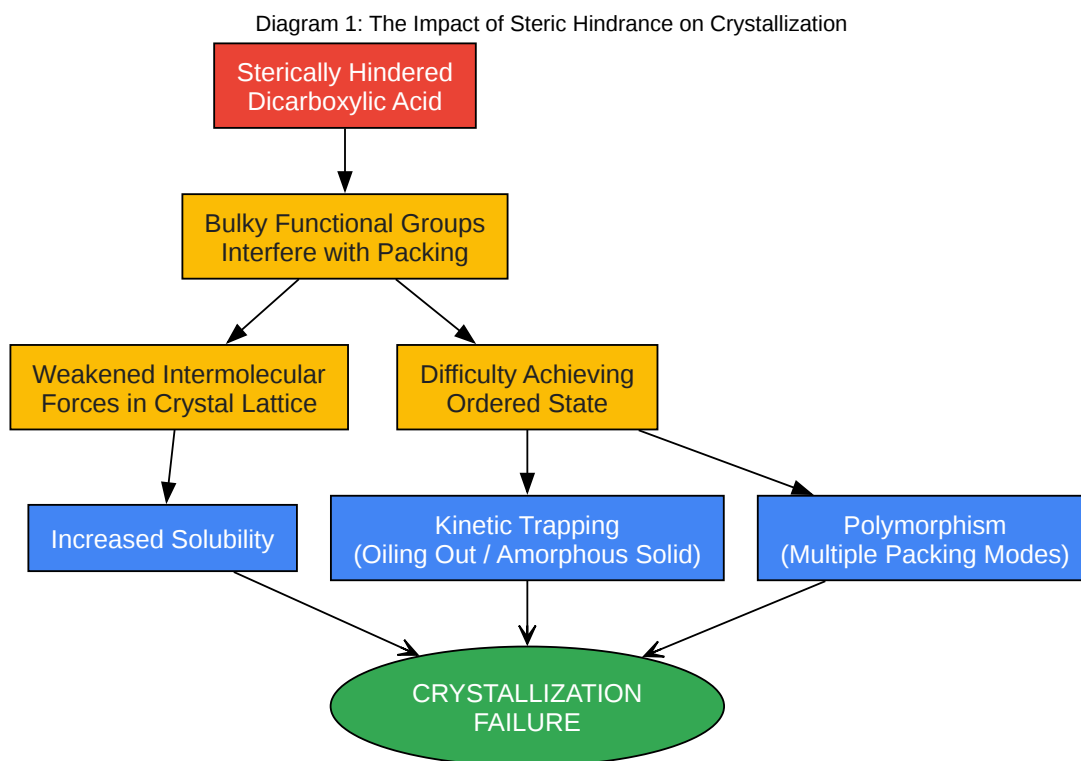 Diagram 1: The Impact of Steric Hindrance on Crystallization
Sterically Hindered
Dicarboxylic Acid
Bulky Functional Groups
Interfere with Packing
Weakened Intermolecular
Forces in Crystal Lattice
Difficulty Achieving
Ordered State
Increased Solubility
Kinetic Trapping
(Oiling Out / Amorphous Solid)
Polymorphism
(Multiple Packing Modes)
CRYSTALLIZATION
FAILURE